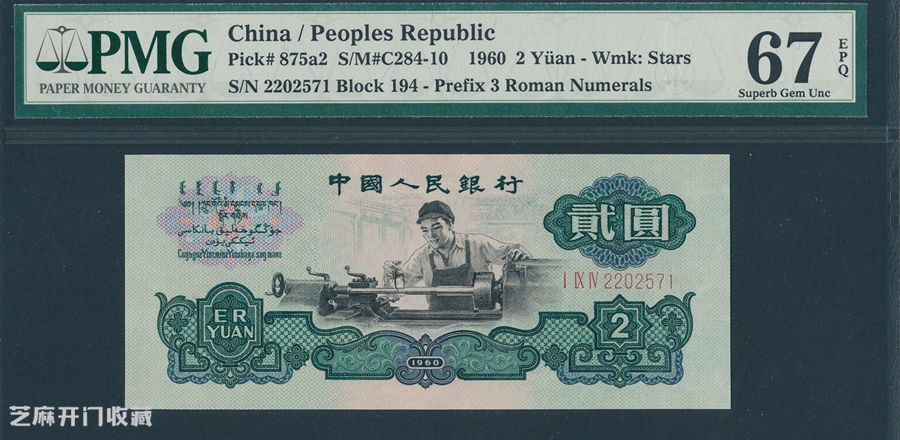 PMG
PAPER MONEY GUARANTY
China / Peoples Republic
Pick# 875a2 S/M#C284-10 1960 2 Yüan - Wmk: Stars
S/N 2202571 Block 194 - Prefix 3 Roman Numerals
67
EPQ
Superb Gem Unc
中國人民銀行
貳圓
I IX IV 2202571
ER
YUAN
2
1960
芝麻开门收藏